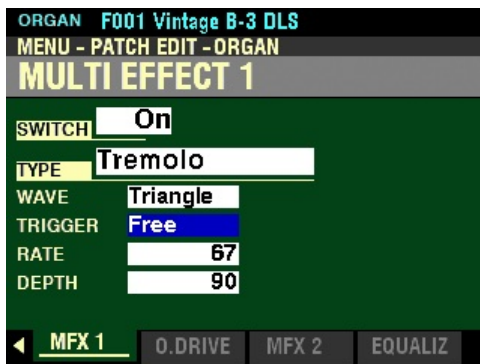 ORGAN F001 Vintage B-3 DLS
MENU - PATCH EDIT - ORGAN
MULTI EFFECT 1
SWITCH On
TYPE Tremolo
WAVE Triangle
TRIGGER Free
RATE 67
DEPTH 90
MFX 1 O.DRIVE MFX 2 EQUALIZ